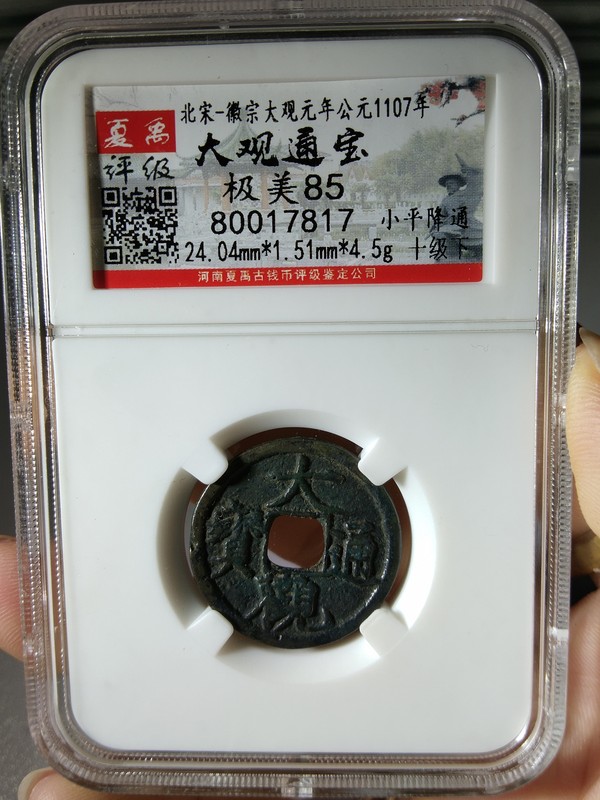 北宋-徽宗大观元年公元1107年
夏禹
评级
大观通宝
极美85
80017817 小平降通
24.04mm*1.51mm*4.5g 十级下
河南夏禹古钱币评级鉴定公司
大
觀
通
寳